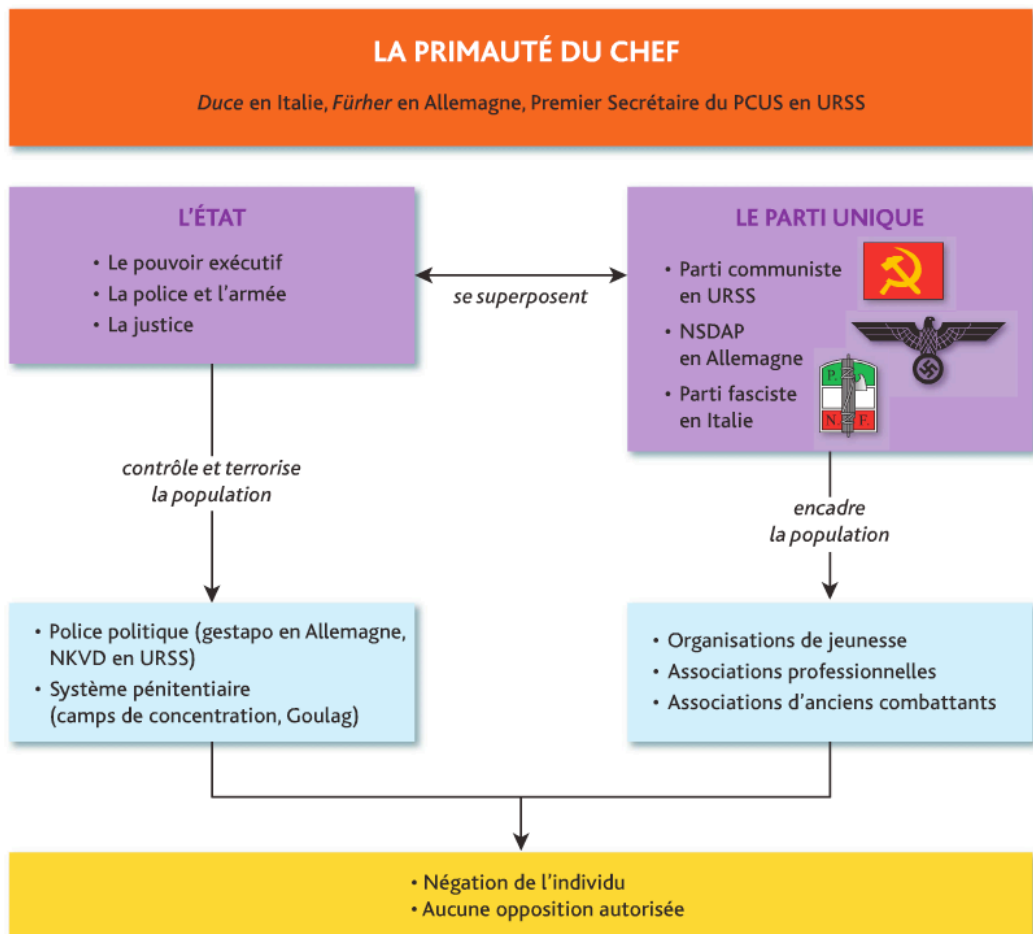 LA PRIMAUTÉ DU CHEF
Duce en Italie, Fürher en Allemagne, Premier Secrétaire du PCUS en URSS
L'ÉTAT
• Le pouvoir exécutif
• La police et l'armée
• La justice
se superposent
LE PARTI UNIQUE
• Parti communiste
en URSS
• NSDAP
en Allemagne
• Parti fasciste
en Italie
P.
N. F.
contrôle et terrorise
la population
encadre
la population
• Police politique (gestapo en Allemagne,
NKVD en URSS)
• Système pénitentiaire
(camps de concentration, Goulag)
• Organisations de jeunesse
• Associations professionnelles
• Associations d'anciens combattants
• Négation de l'individu
• Aucune opposition autorisée